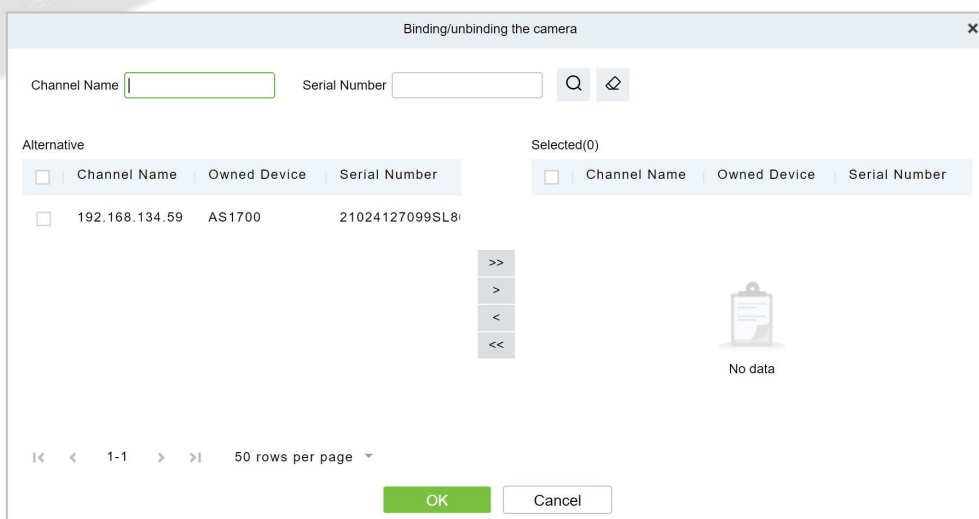 Binding/unbinding the camera
Channel Name Serial Number
Alternative Selected(0)
Channel Name Owned Device Serial Number Channel Name Owned Device Serial Number
192.168.134.59 AS1700 21024127099SL8
>>
>
<
<<
No data
1-1 50 rows per page
OK Cancel